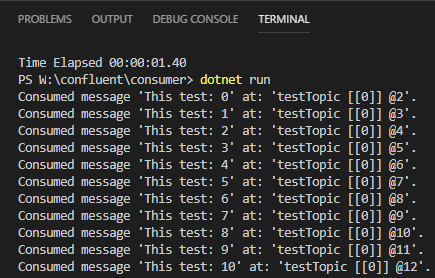 PROBLEMS OUTPUT DEBUG CONSOLE TERMINAL
Time Elapsed 00:00:01.40
PS W:\confluent\consumer> dotnet run
Consumed message 'This test: 0' at: 'testTopic [[0]] @2'.
Consumed message 'This test: 1' at: 'testTopic [[0]] @3'.
Consumed message 'This test: 2' at: 'testTopic [[0]] @4'.
Consumed message 'This test: 3' at: 'testTopic [[0]] @5'.
Consumed message 'This test: 4' at: 'testTopic [[0]] @6'.
Consumed message 'This test: 5' at: 'testTopic [[0]] @7'.
Consumed message 'This test: 6' at: 'testTopic [[0]] @8'.
Consumed message 'This test: 7' at: 'testTopic [[0]] @9'.
Consumed message 'This test: 8' at: 'testTopic [[0]] @10'.
Consumed message 'This test: 9' at: 'testTopic [[0]] @11'.
Consumed message 'This test: 10' at: 'testTopic [[0]] @12'.